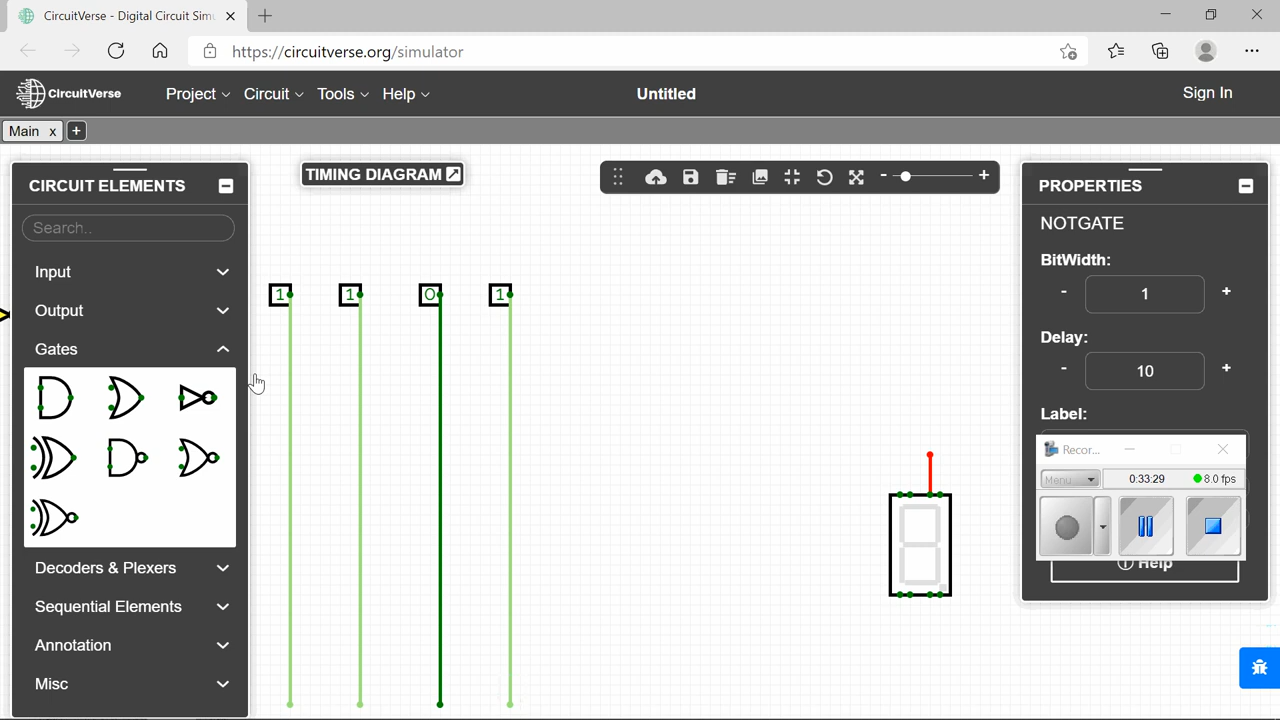 CircuitVerse - Digital Circuit Simu
https://circuitverse.org/simulator
CircuitVerse
Project
Circuit
Tools
Help
Untitled
Sign In
Main x +
TIMING DIAGRAM
- +
CIRCUIT ELEMENTS
Search..
Input
Output
Gates
Decoders & Plexers
Sequential Elements
Annotation
Misc
1 1 0 1
PROPERTIES
NOTGATE
BitWidth:
- 1 +
Delay:
- 10 +
Label:
Recor...
Menu 0:33:29 8.0 fps
Help